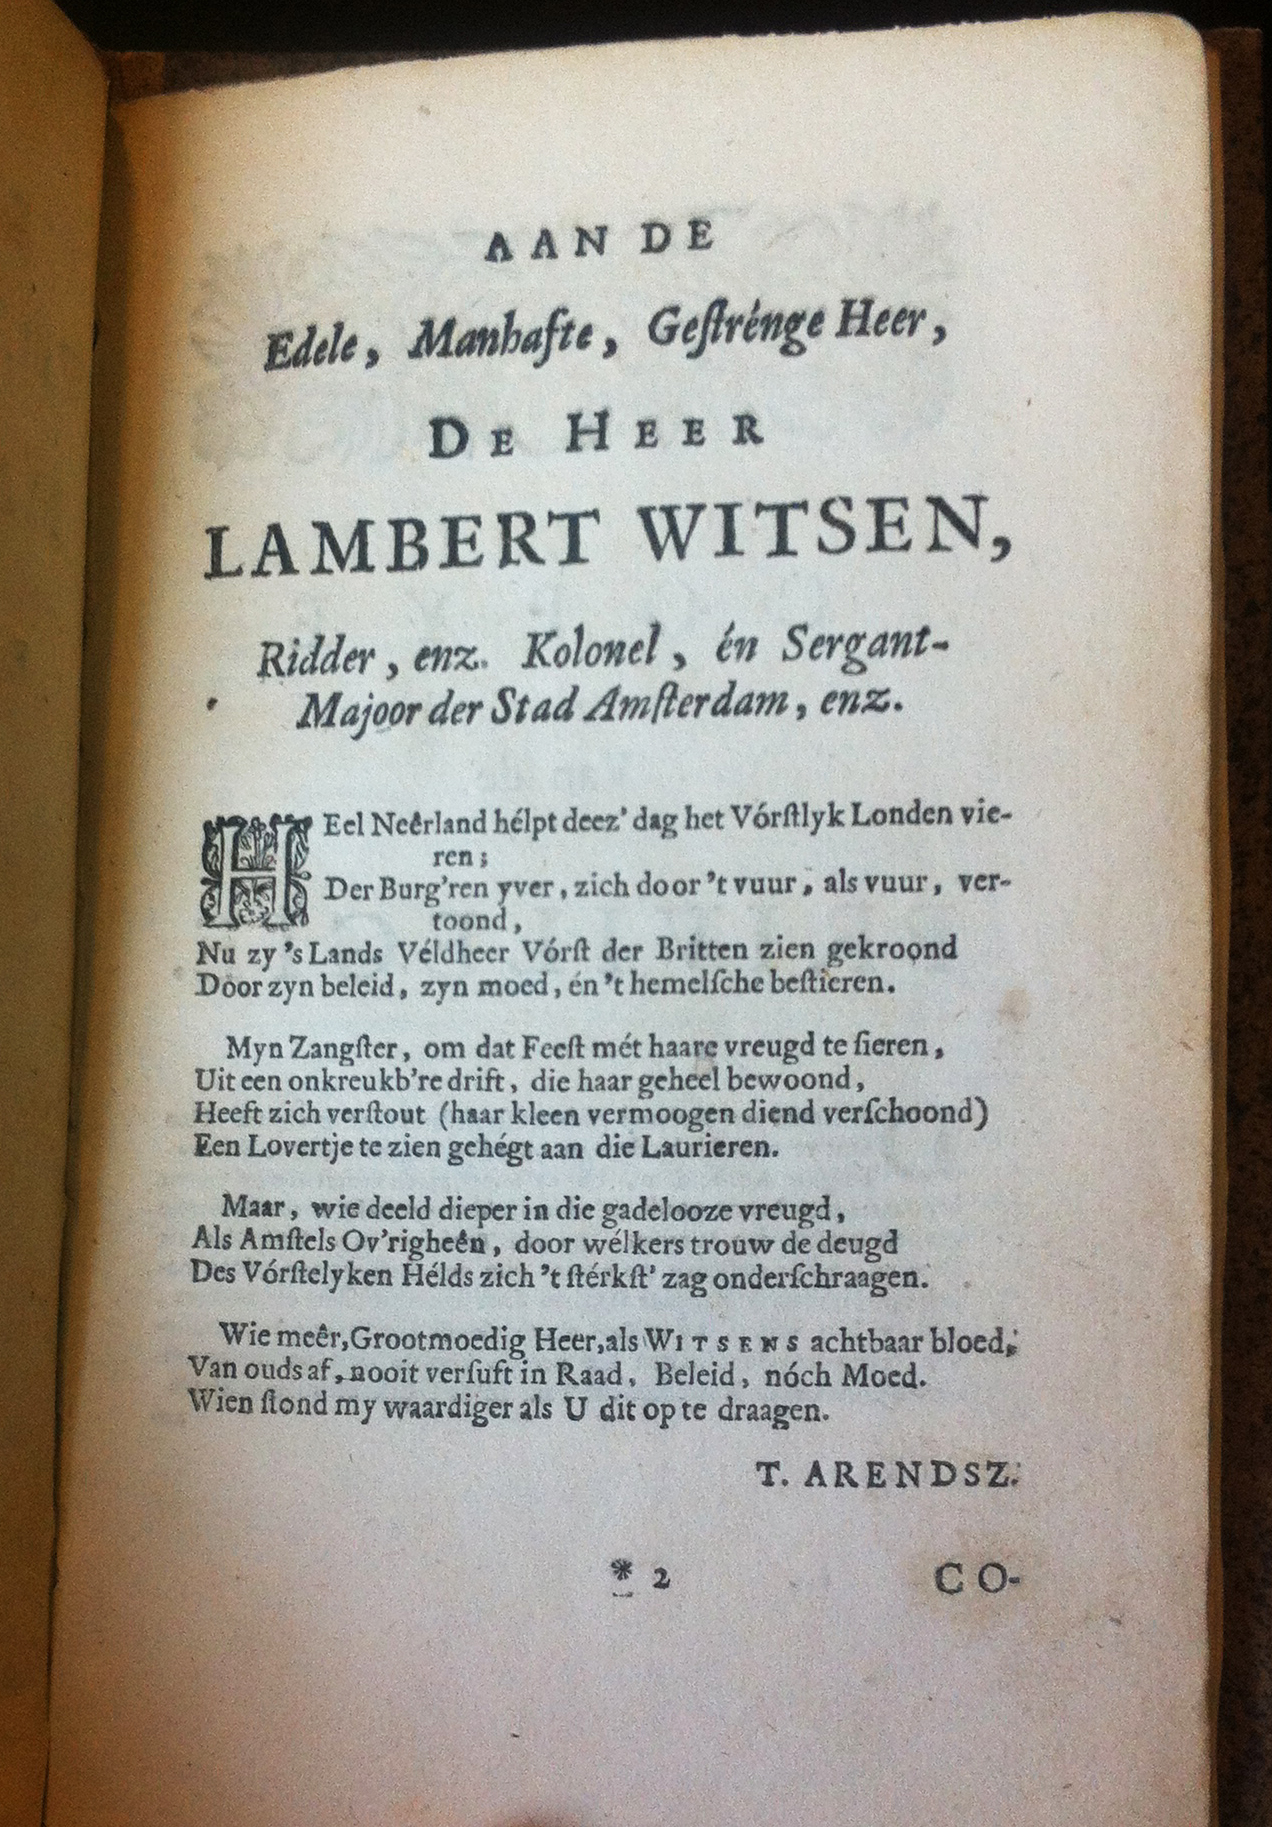 AAN DE
Edele, Manhafte, Geſtrénge Heer,
DE HEER
LAMBERT WITSEN,
Ridder, enz. Kolonel, én Sergant-
Majoor der Stad Amſterdam, enz.
HEel Neêrland hélpt deez' dag het Vórſtlyk Londen vie-
ren;
Der Burg'ren yver, zich door 't vuur, als vuur, ver-
toond,
Nu zy 's Lands Véldheer Vórſt der Britten zien gekroond
Door zyn beleid, zyn moed, én 't hemelſche beſtieren.
Myn Zangſter, om dat Feeſt mét haare vreugd te ſieren,
Uit een onkreukb're drift, die haar geheel bewoond,
Heeft zich verſtout (haar kleen vermoogen diend verſchoond)
Een Lovertje te zien gehégt aan die Laurieren.
Maar, wie deeld dieper in die gadelooze vreugd,
Als Amſtels Ov'righeên, door wélkers trouw de deugd
Des Vórſtelyken Hélds zich 't ſtérkſt' zag onderſchraagen.
Wie meêr, Grootmoedig Heer, als WITSENS achtbaar bloed,
Van ouds af, nooit verſuft in Raad, Beleid, nóch Moed.
Wien ſtond my waardiger als U dit op te draagen.
T. ARENDSZ.
* 2 CO-